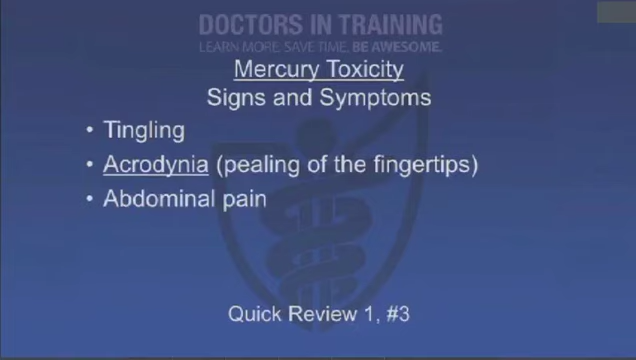 DOCTORS IN TRAINING
LEARN MORE. SAVE TIME. BE AWESOME.
Mercury Toxicity
Signs and Symptoms
• Tingling
• Acrodynia (pealing of the fingertips)
• Abdominal pain
Quick Review 1, #3